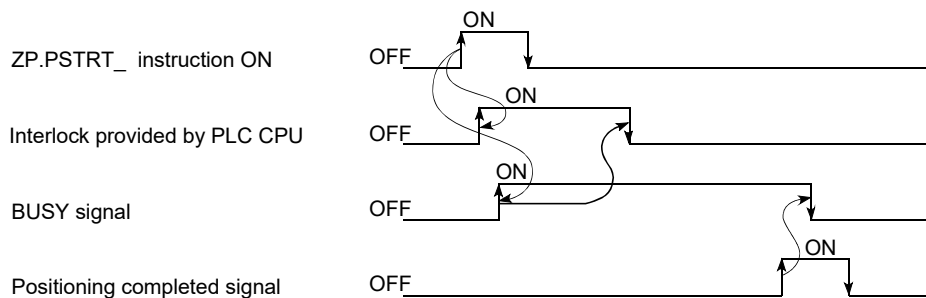 ON
ZP.PSTRT_ instruction ON OFF
ON
Interlock provided by PLC CPU OFF
ON
BUSY signal OFF
ON
Positioning completed signal OFF